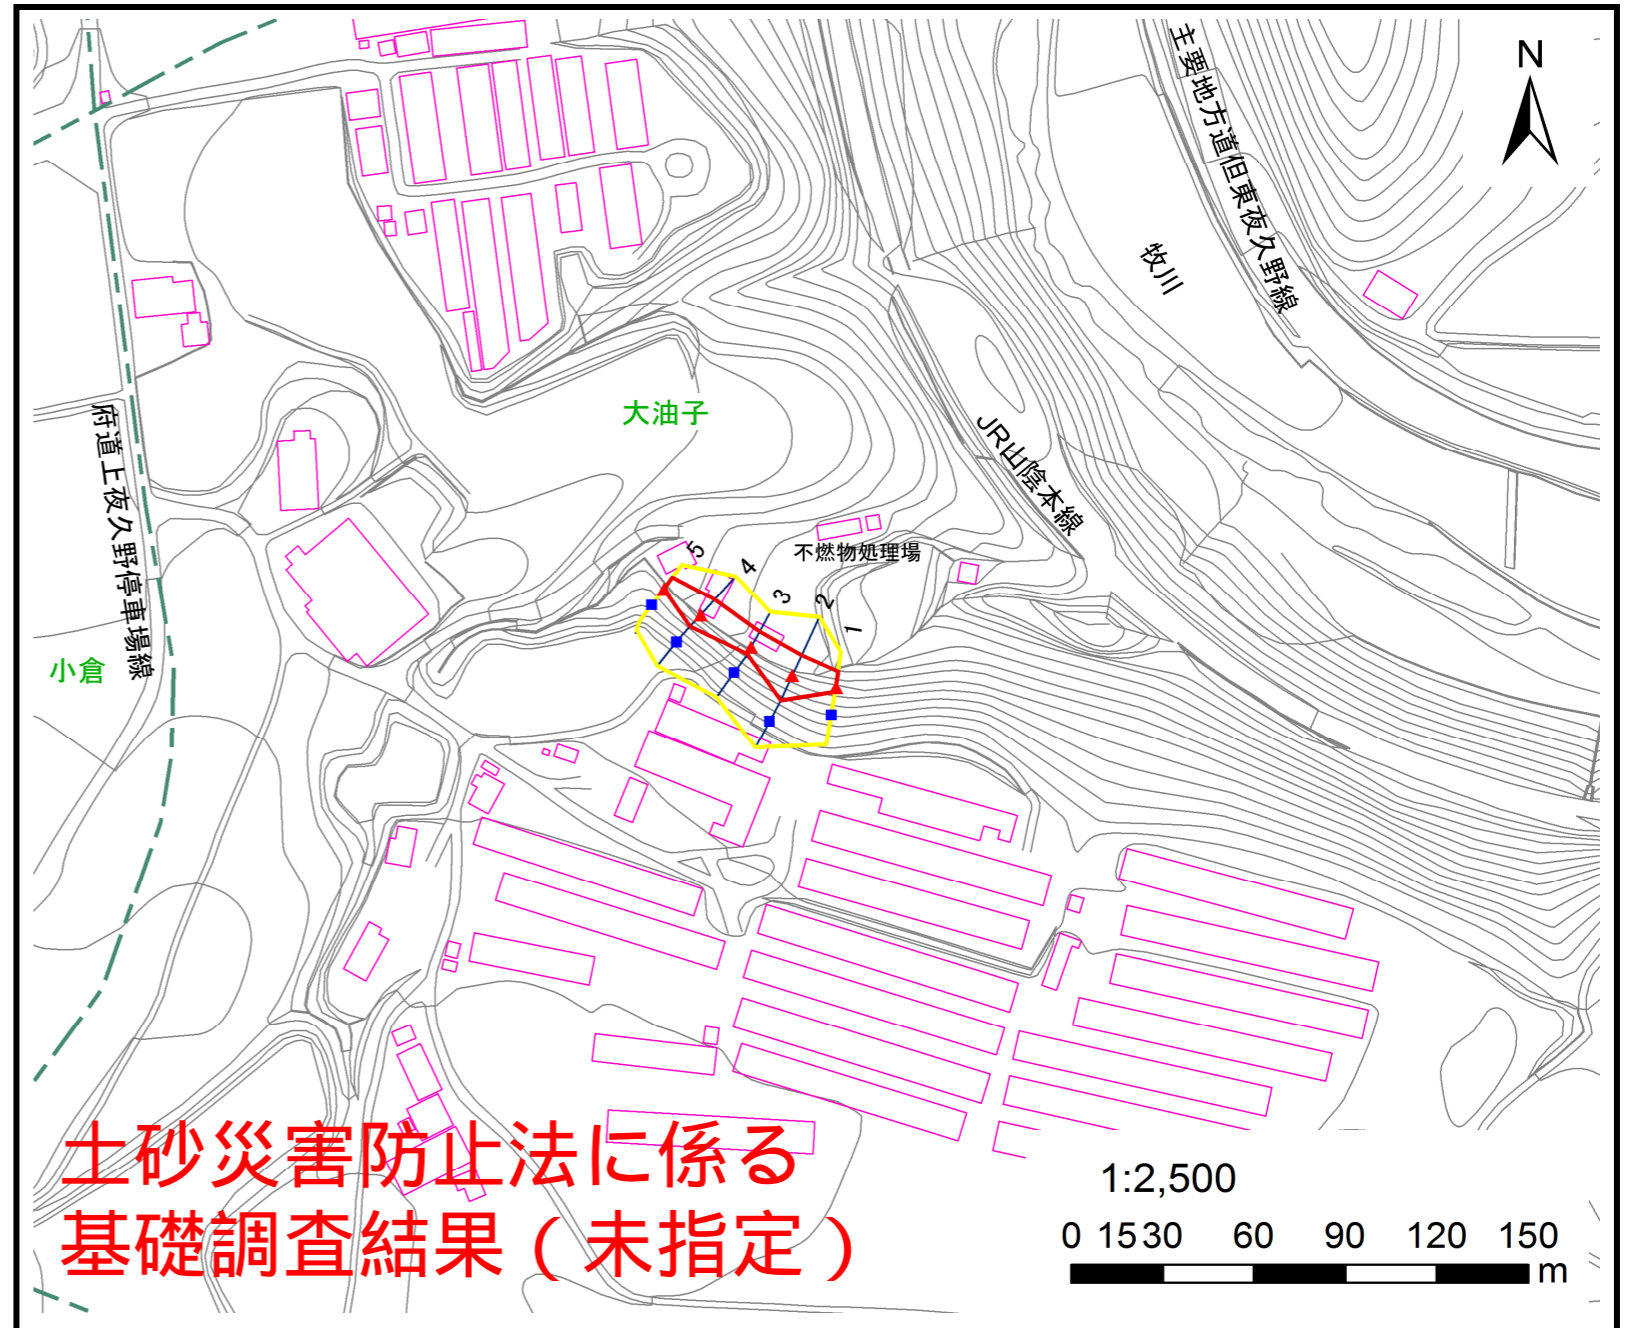 N
主要地方道但東夜久野線
牧川
大油子
JR山陰本線
府道上夜久野停車場線
不燃物処理場
5
4
3
2
1
小倉
土砂災害防止法に係る
基礎調査結果（未指定）
1:2,500
0 15 30 60 90 120 150
m